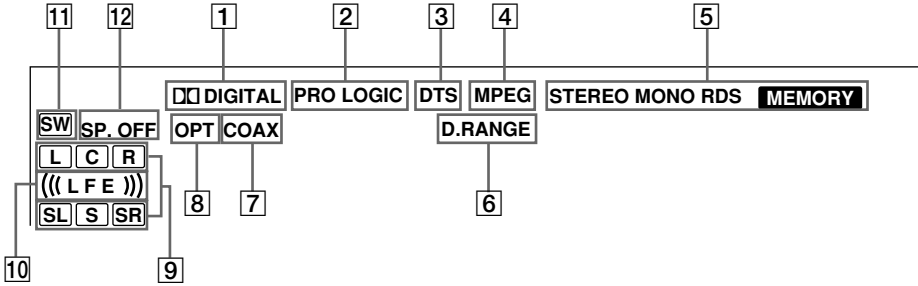 11 12 1 2 3 4 5
DIGITAL PRO LOGIC DTS MPEG STEREO MONO RDS MEMORY
SW SP. OFF OPT COAX D.RANGE
L C R
((( L F E )))
SL S SR
8 7 6
10 9